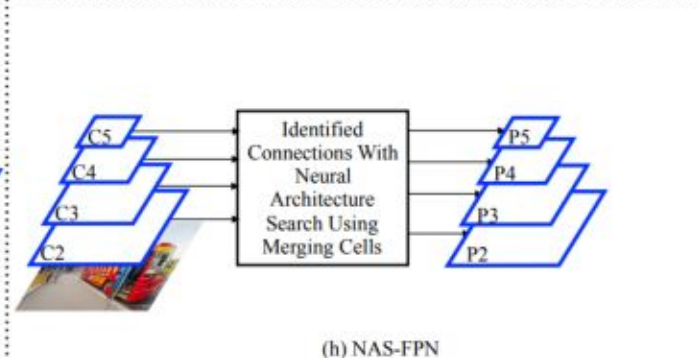 C5
C4
C3
C2
Identified
Connections With
Neural
Architecture
Search Using
Merging Cells
P5
P4
P3
P2
(h) NAS-FPN